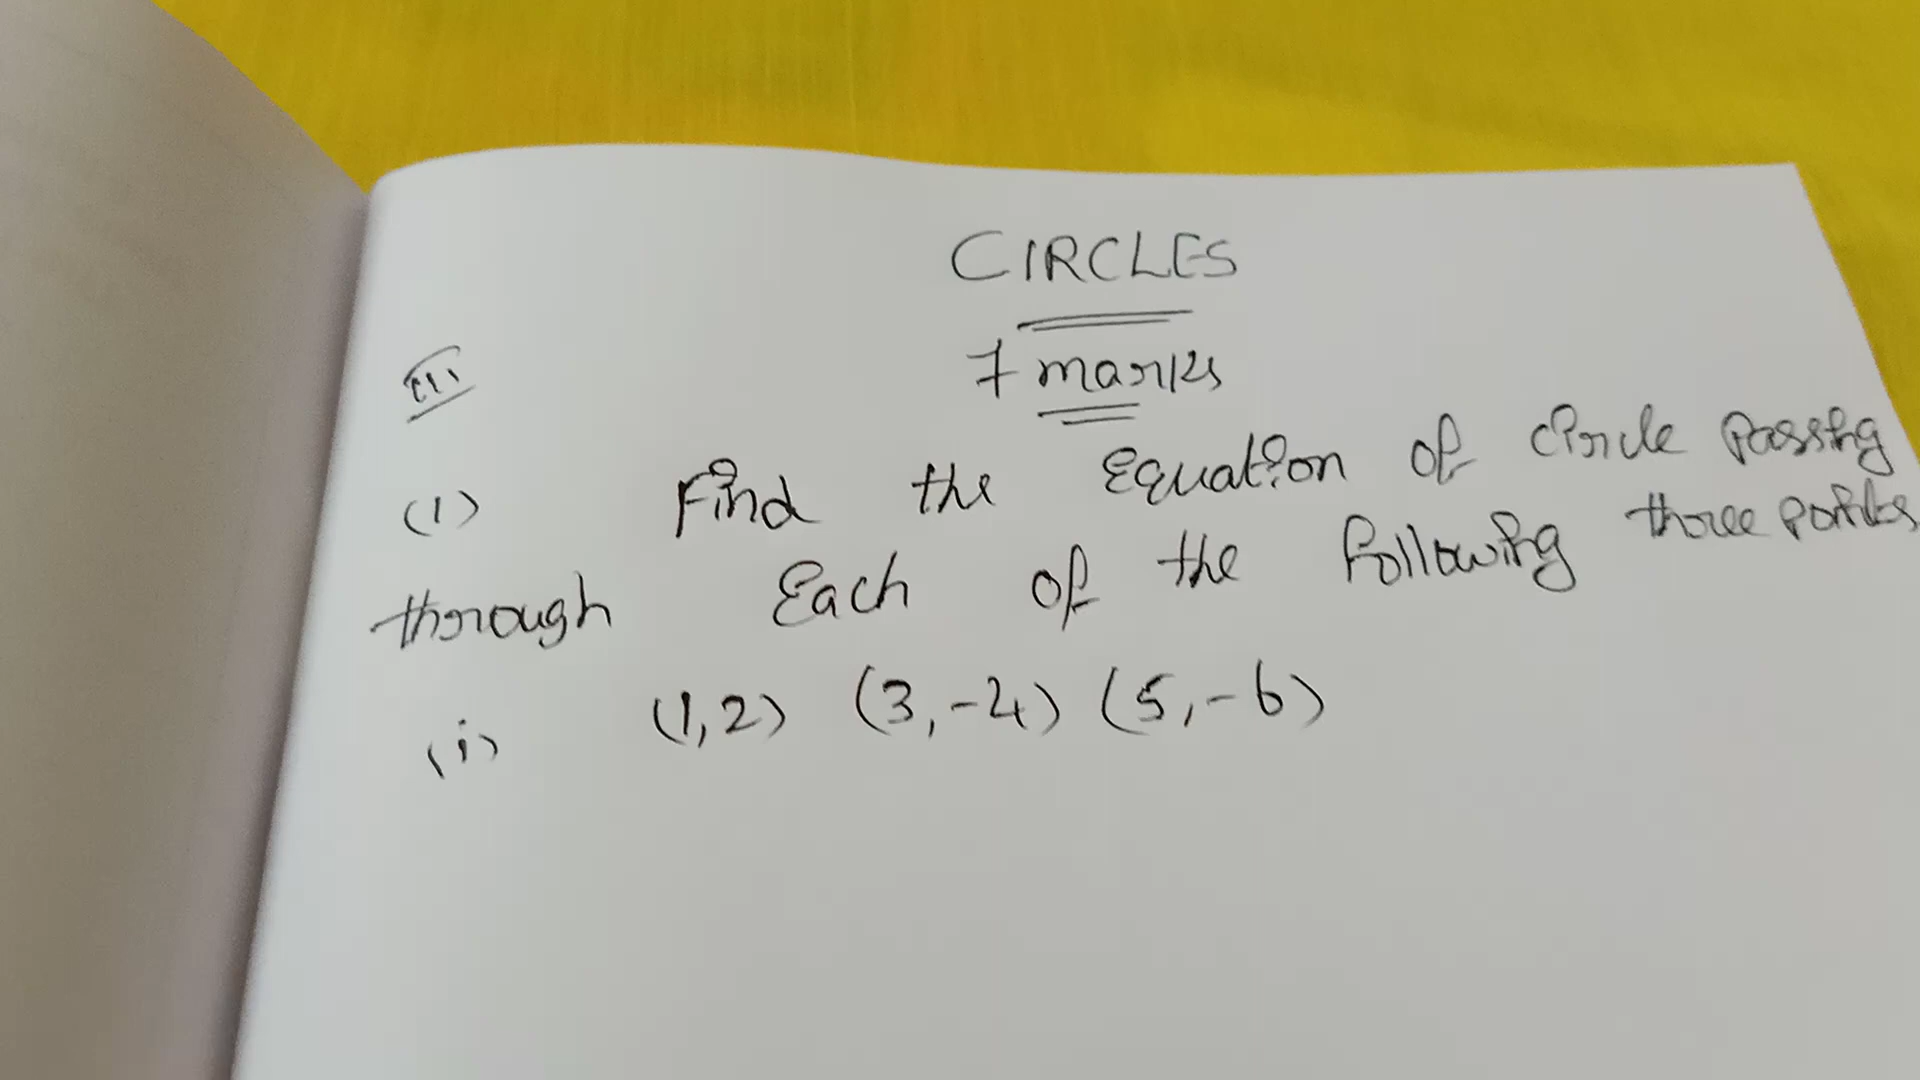 CIRCLES
7 marks
III.
(1) Find the Equation of circle passing
through Each of the following three points
(i) (1,2) (3,-4) (5,-6)